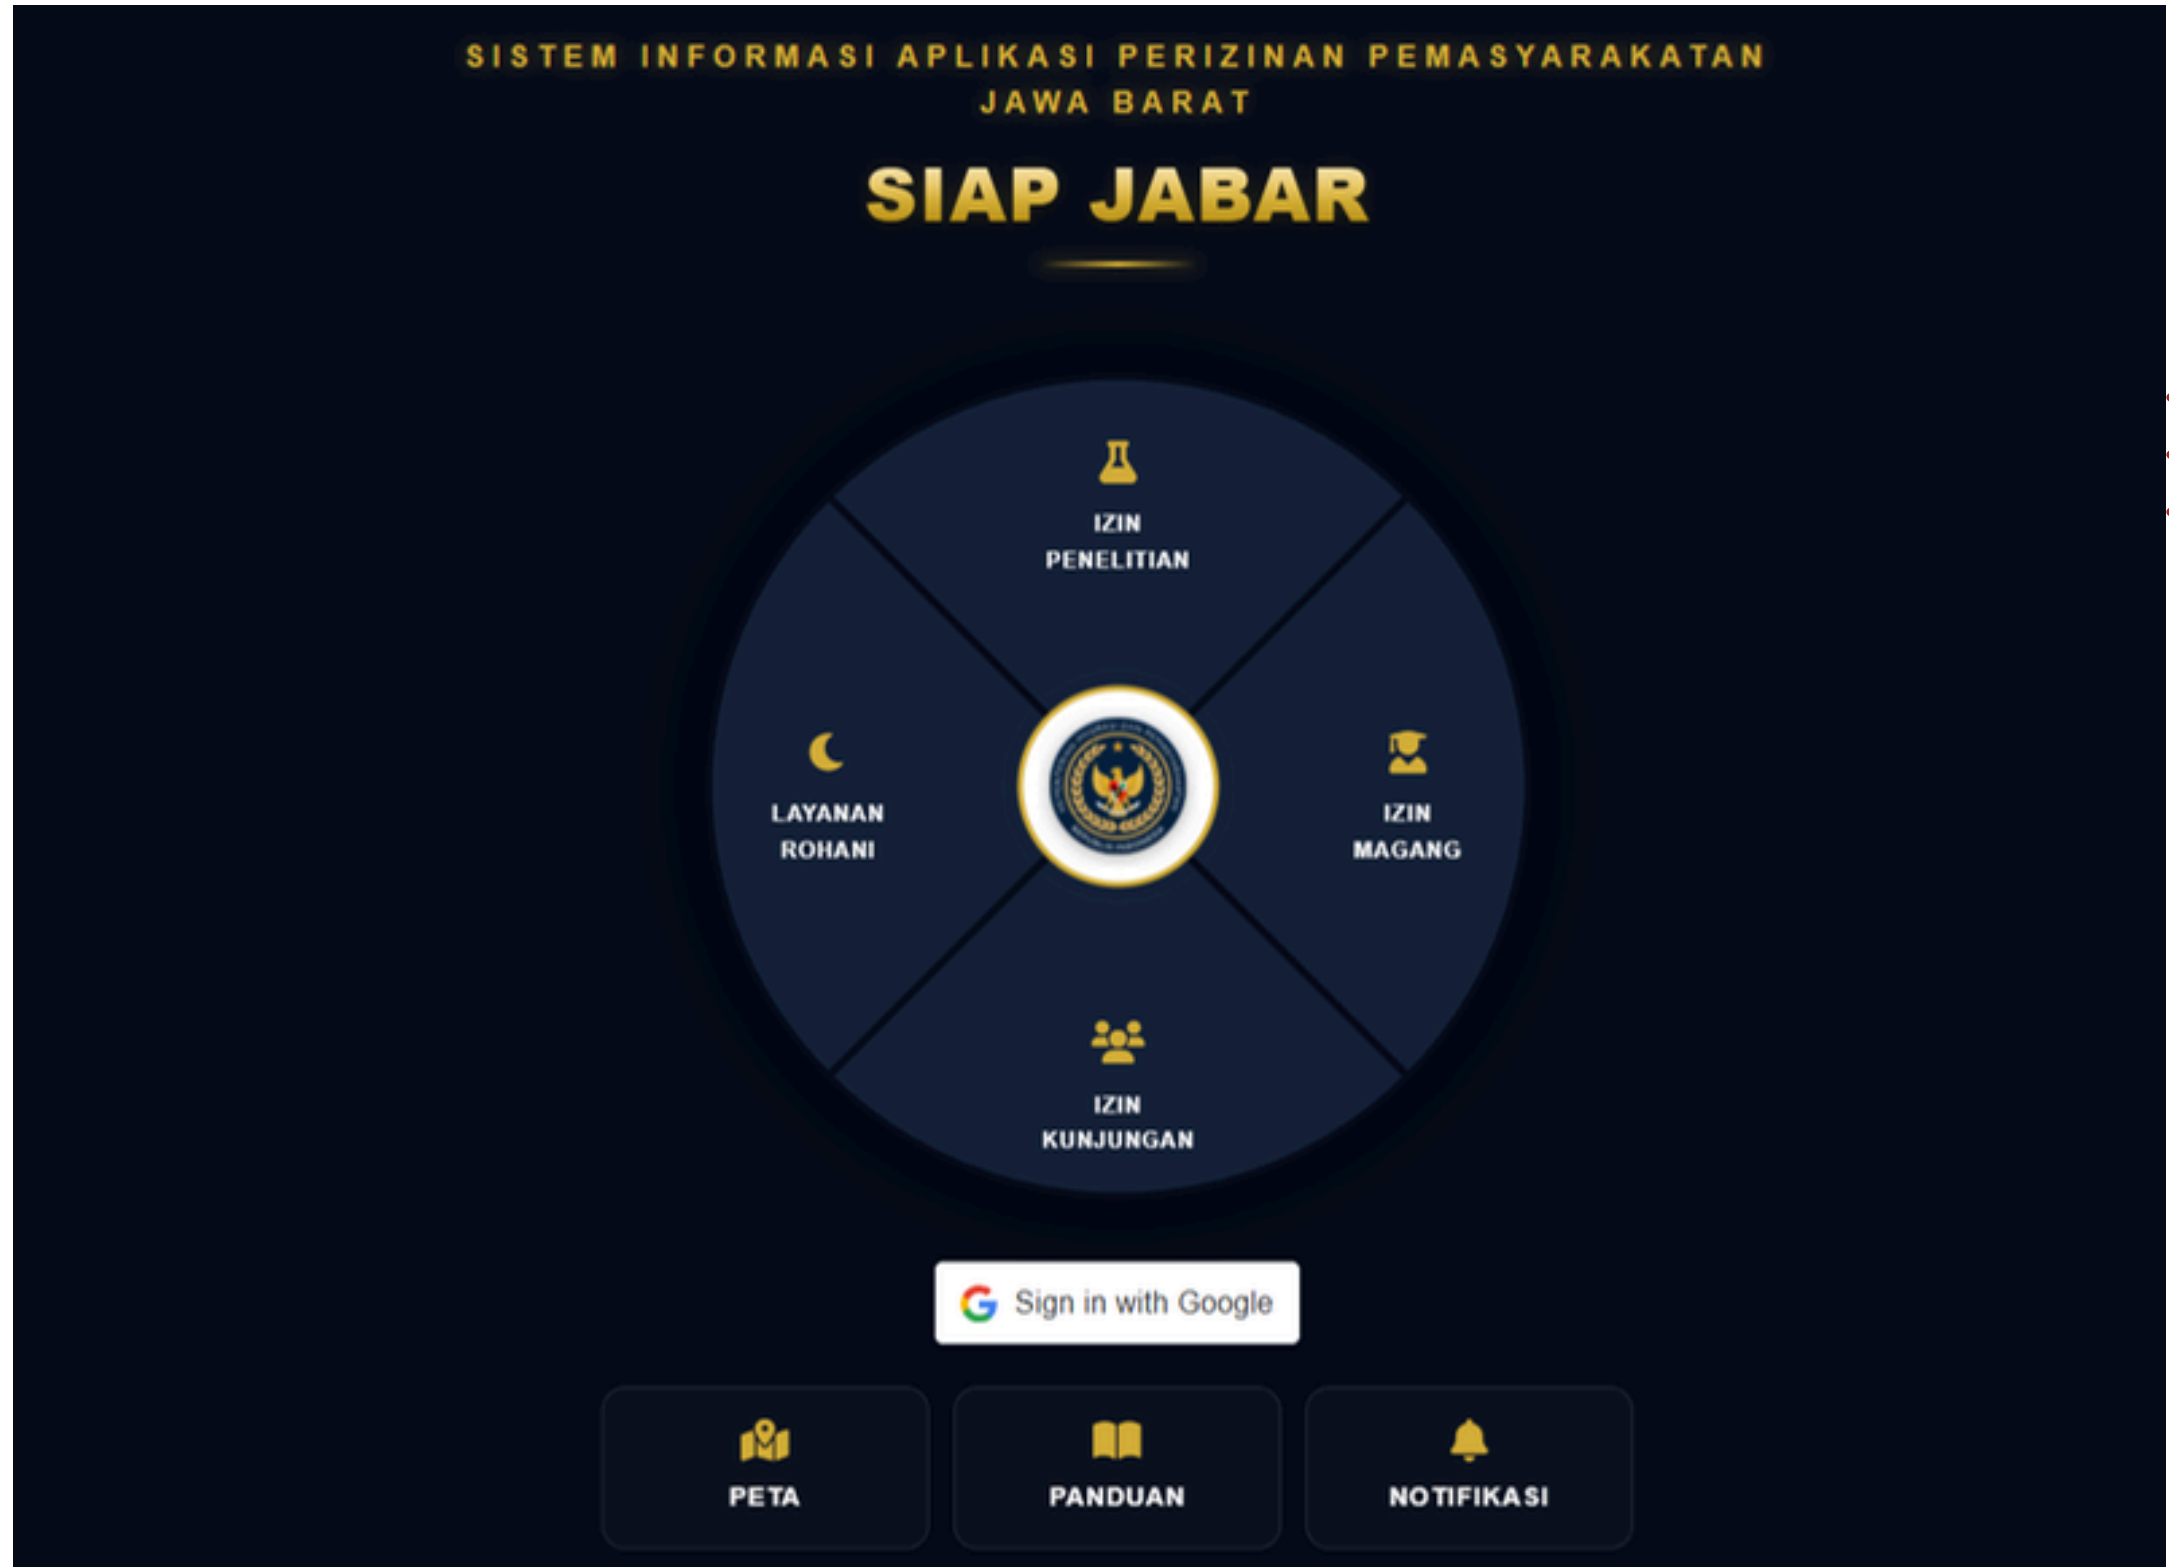 SISTEM INFORMASI APLIKASI PERIZINAN PEMASYARAKATAN
JAWA BARAT
SIAP JABAR
IZIN
PENELITIAN
LAYANAN
ROHANI
IZIN
MAGANG
IZIN
KUNJUNGAN
Sign in with Google
PETA
PANDUAN
NOTIFIKASI